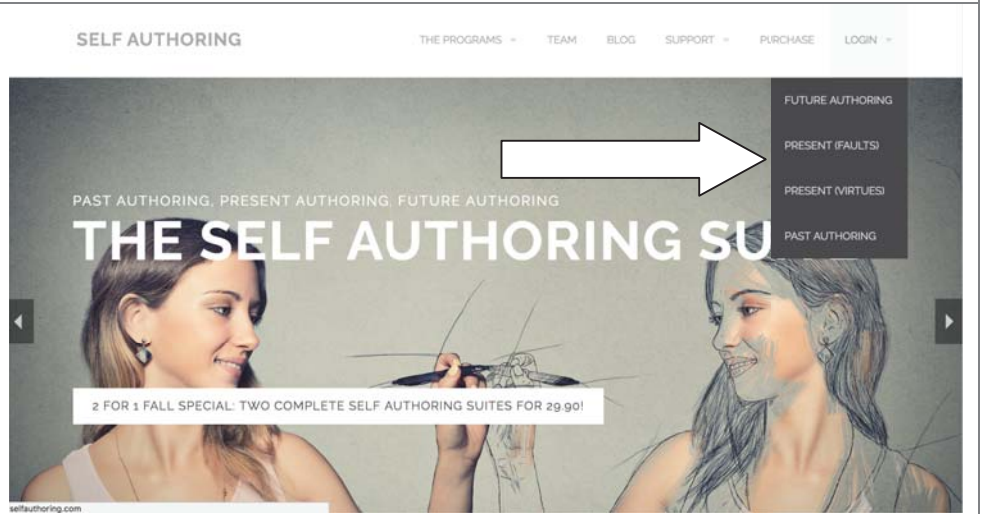 SELF AUTHORING
THE PROGRAMS
TEAM
BLOG
SUPPORT
PURCHASE
LOGIN
FUTURE AUTHORING
PRESENT (FAULTS)
PRESENT (VIRTUES)
PAST AUTHORING
PAST AUTHORING, PRESENT AUTHORING, FUTURE AUTHORING
THE SELF AUTHORING SU
2 FOR 1 FALL SPECIAL: TWO COMPLETE SELF AUTHORING SUITES FOR 29.90!
selfauthoring.com